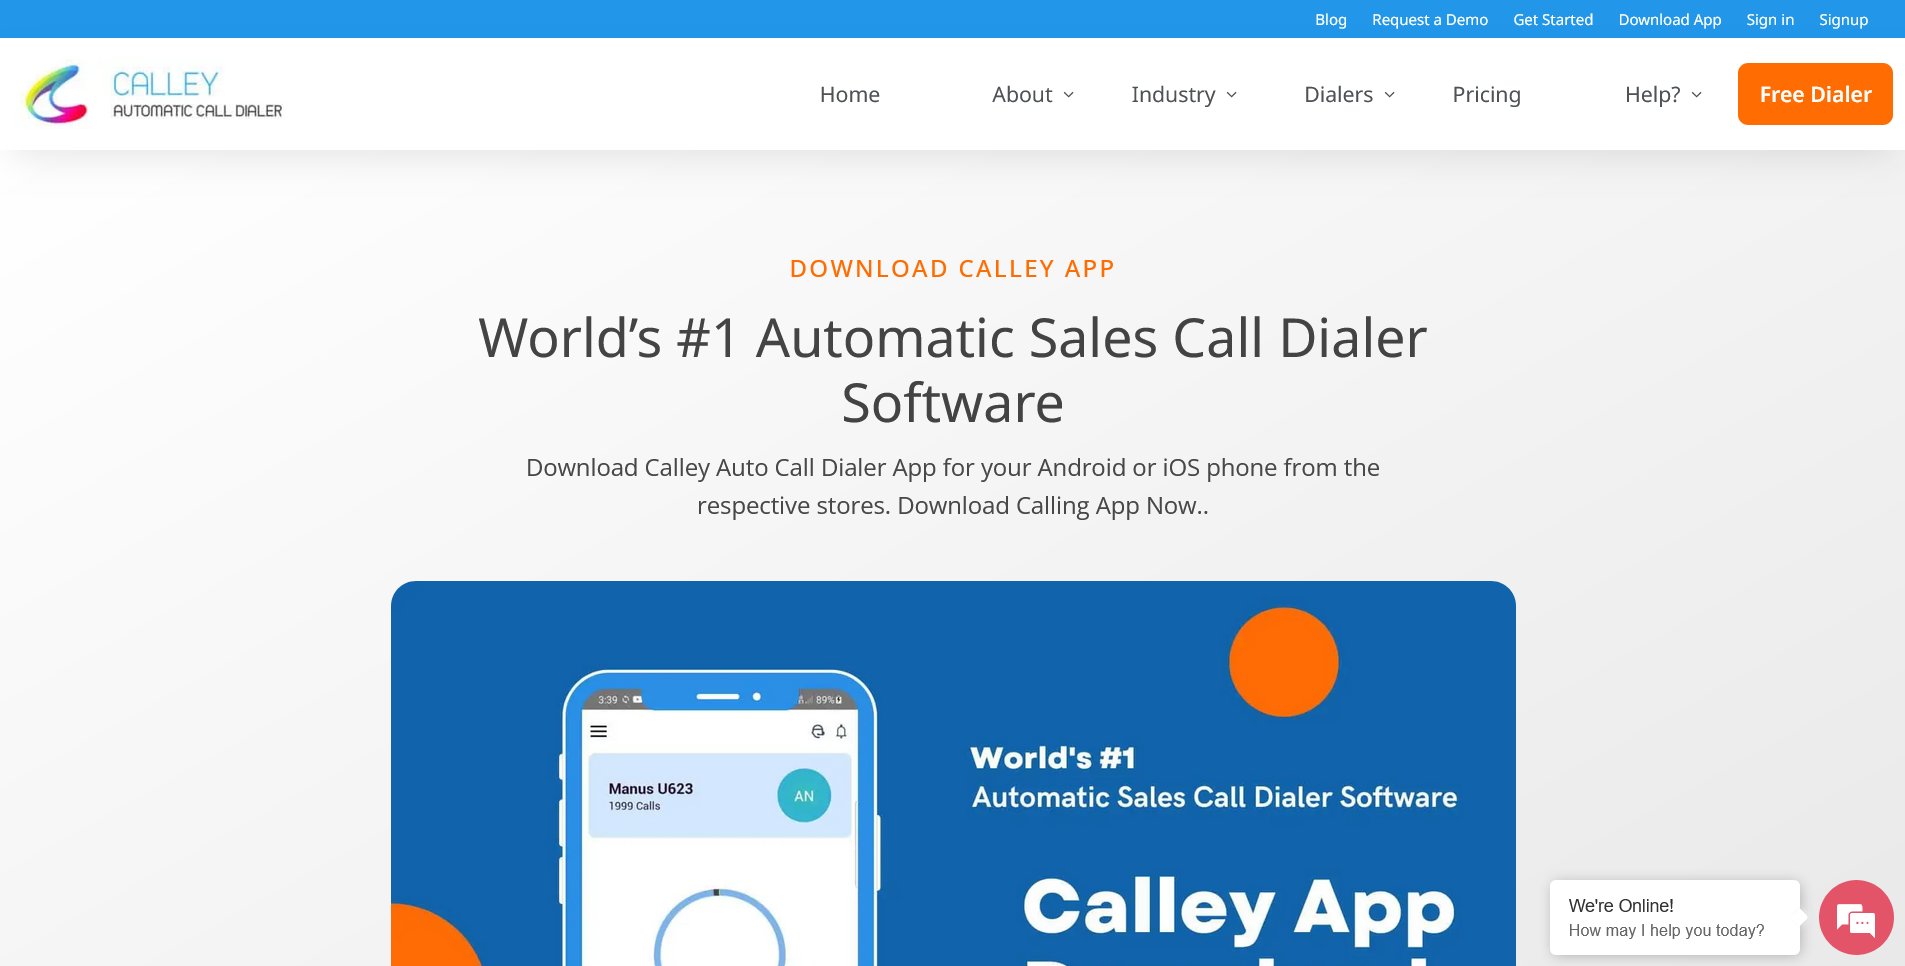 Blog Request a Demo Get Started Download App Sign in Signup
CALLEY
AUTOMATIC CALL DIALER
Home About Industry Dialers Pricing Help? Free Dialer
DOWNLOAD CALLEY APP
World’s #1 Automatic Sales Call Dialer
Software
Download Calley Auto Call Dialer App for your Android or iOS phone from the
respective stores. Download Calling App Now..
3:39 89%
Manus U623
1999 Calls
AN
World's #1
Automatic Sales Call Dialer Software
Calley App
We're Online!
How may I help you today?